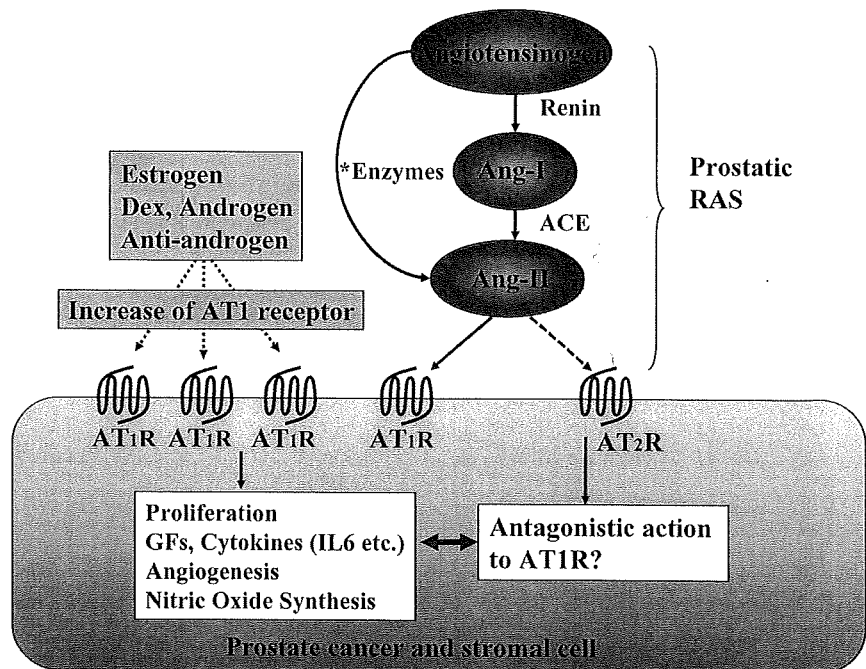 Angiotensinogen
Renin
*Enzymes
Ang-I
ACE
Ang-II
Prostatic
RAS
Estrogen
Dex, Androgen
Anti-androgen
Increase of AT1 receptor
AT1R AT1R AT1R AT1R AT2R
Proliferation
GFs, Cytokines (IL6 etc.)
Angiogenesis
Nitric Oxide Synthesis
Antagonistic action
to AT1R?
Prostate cancer and stromal cell